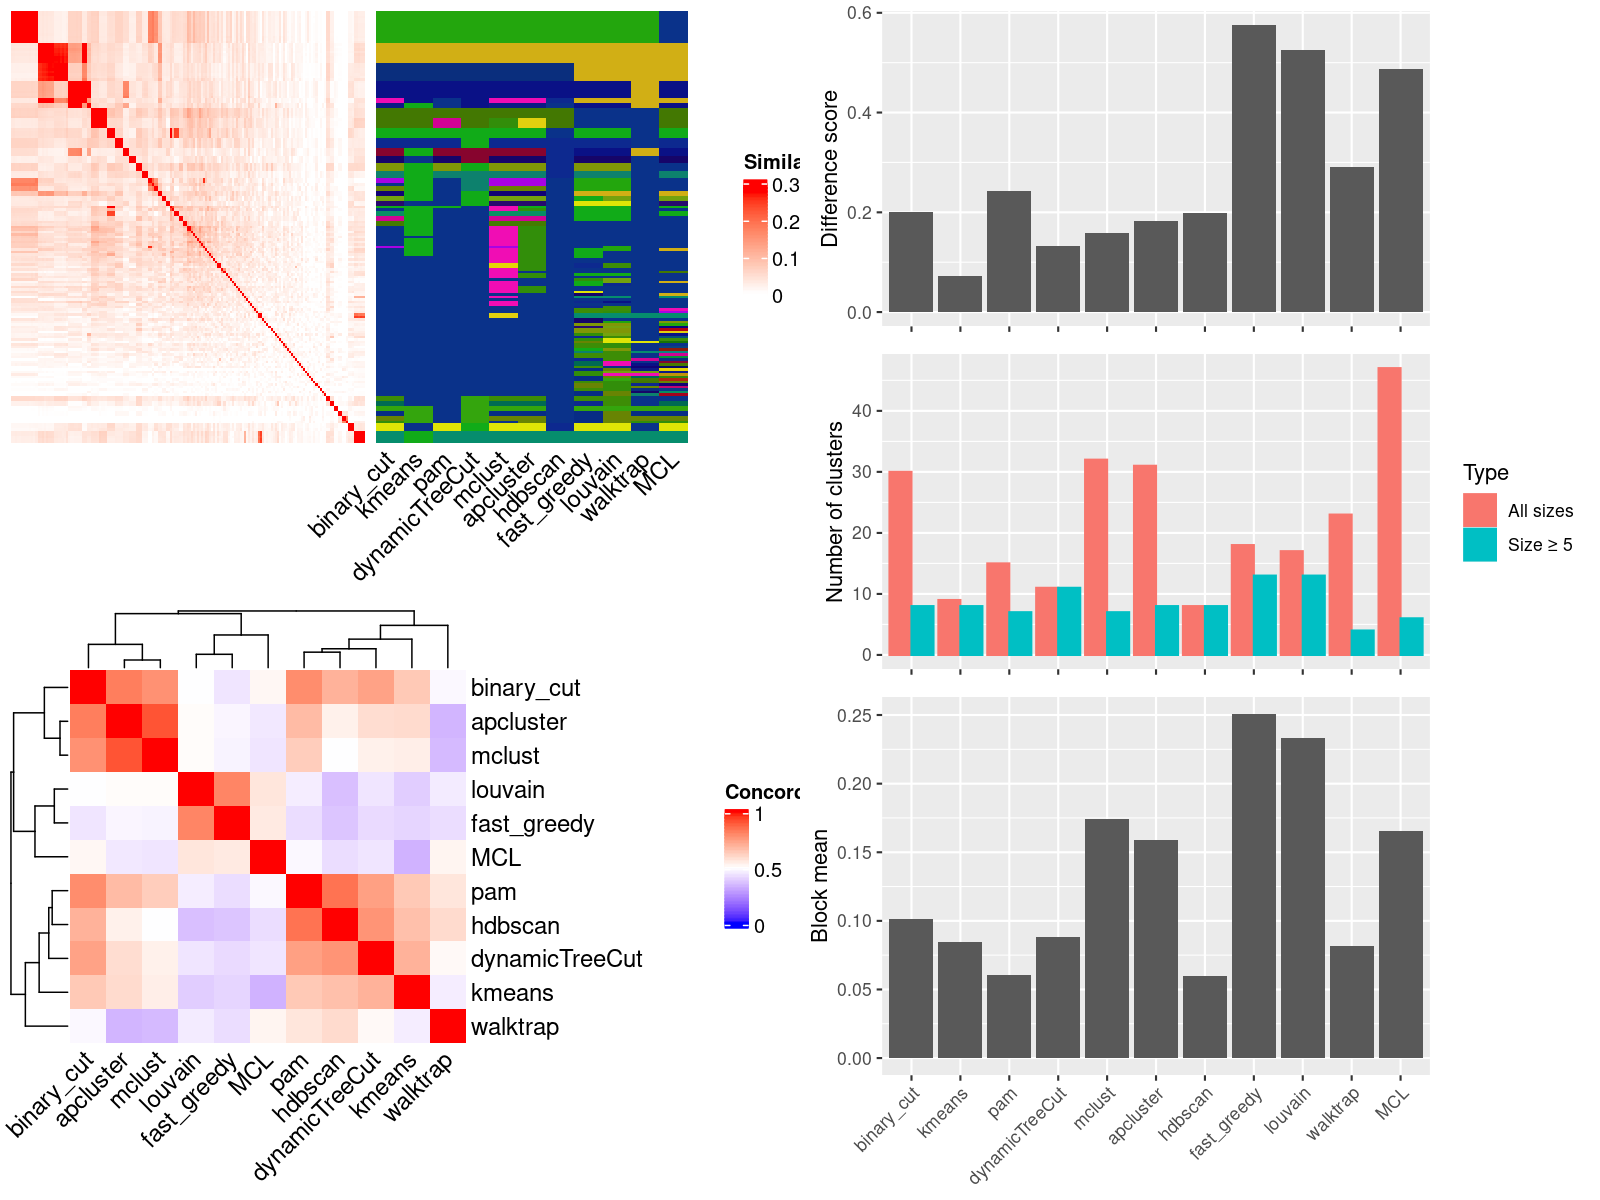 Simila
0.3
0.2
0.1
0
binary_cut
kmeans
pam
dynamicTreeCut
mclust
apcluster
hdbscan
fast_greedy
louvain
walktrap
MCL
binary_cut
apcluster
mclust
louvain
fast_greedy
MCL
pam
hdbscan
dynamicTreeCut
kmeans
walktrap
Concord
1
0.5
0
binary_cut
apcluster
mclust
louvain
fast_greedy
MCL
pam
hdbscan
dynamicTreeCut
kmeans
walktrap
Difference score
0.6
0.4
0.2
0.0
Number of clusters
40
30
20
10
0
Type
All sizes
Size ≥ 5
Block mean
0.25
0.20
0.15
0.10
0.05
0.00
binary_cut
kmeans
pam
dynamicTreeCut
mclust
apcluster
hdbscan
fast_greedy
louvain
walktrap
MCL